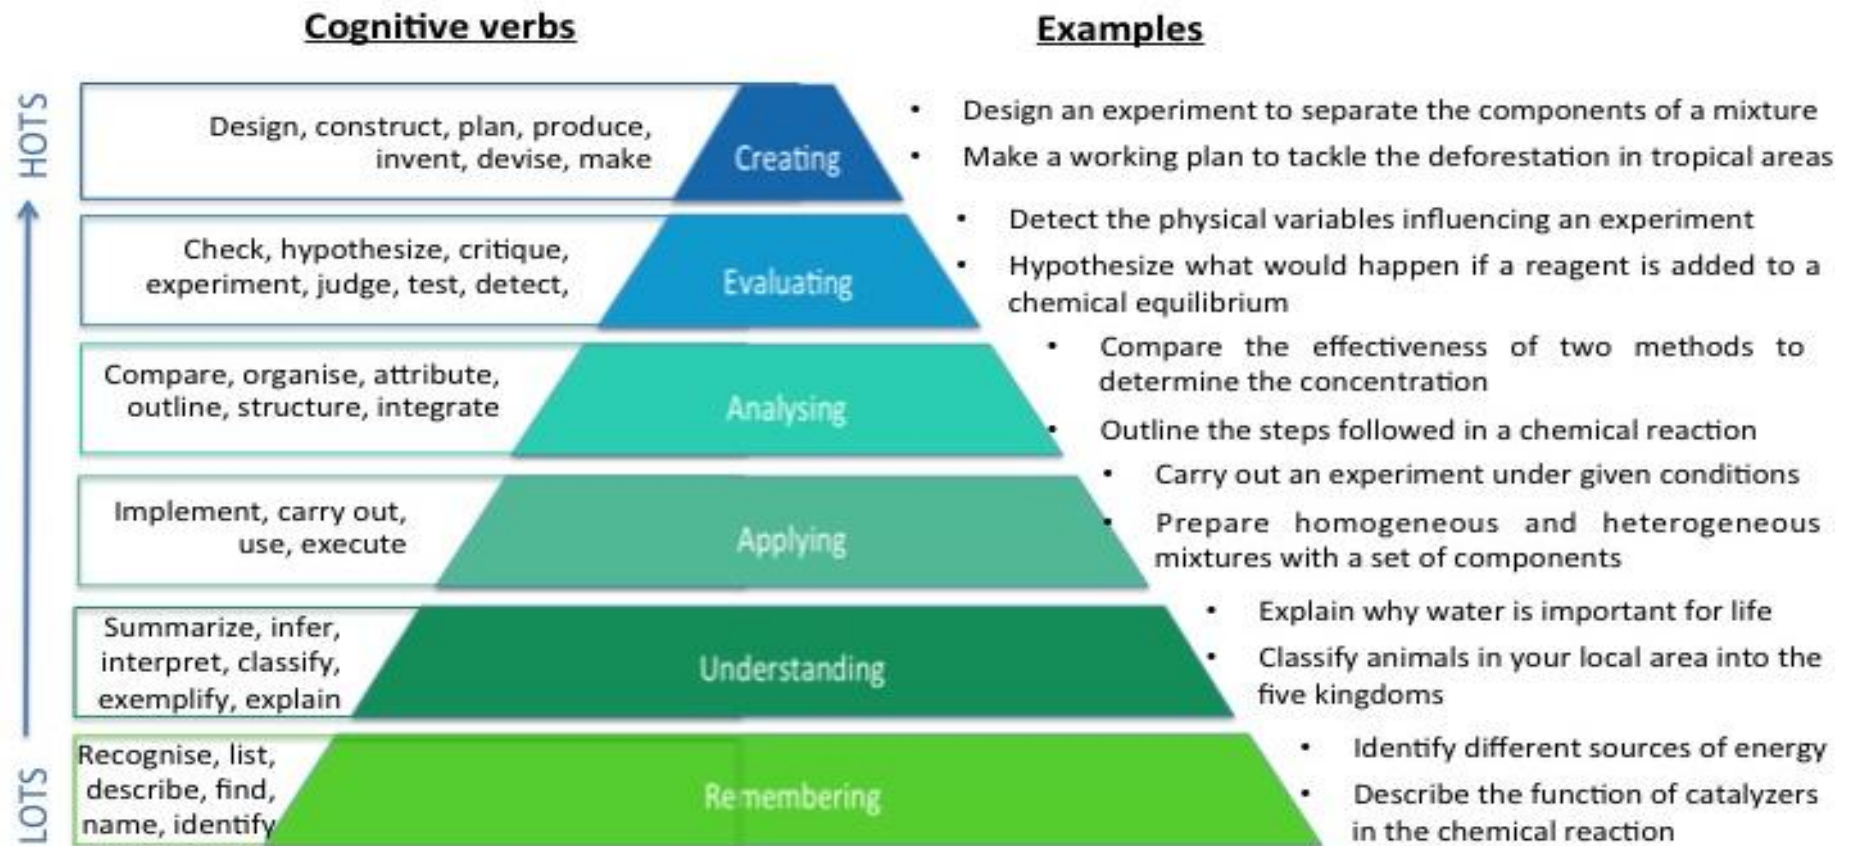 Cognitive verbs
Examples
HOTS
Design, construct, plan, produce,
invent, devise, make
Creating
• Design an experiment to separate the components of a mixture
• Make a working plan to tackle the deforestation in tropical areas
Check, hypothesize, critique,
experiment, judge, test, detect,
Evaluating
• Detect the physical variables influencing an experiment
• Hypothesize what would happen if a reagent is added to a
chemical equilibrium
Compare, organise, attribute,
outline, structure, integrate
Analysing
• Compare the effectiveness of two methods to
determine the concentration
• Outline the steps followed in a chemical reaction
Implement, carry out,
use, execute
Applying
• Carry out an experiment under given conditions
• Prepare homogeneous and heterogeneous
mixtures with a set of components
Summarize, infer,
interpret, classify,
exemplify, explain
Understanding
• Explain why water is important for life
• Classify animals in your local area into the
five kingdoms
LOTS
Recognise, list,
describe, find,
name, identify
Remembering
• Identify different sources of energy
• Describe the function of catalyzers
in the chemical reaction